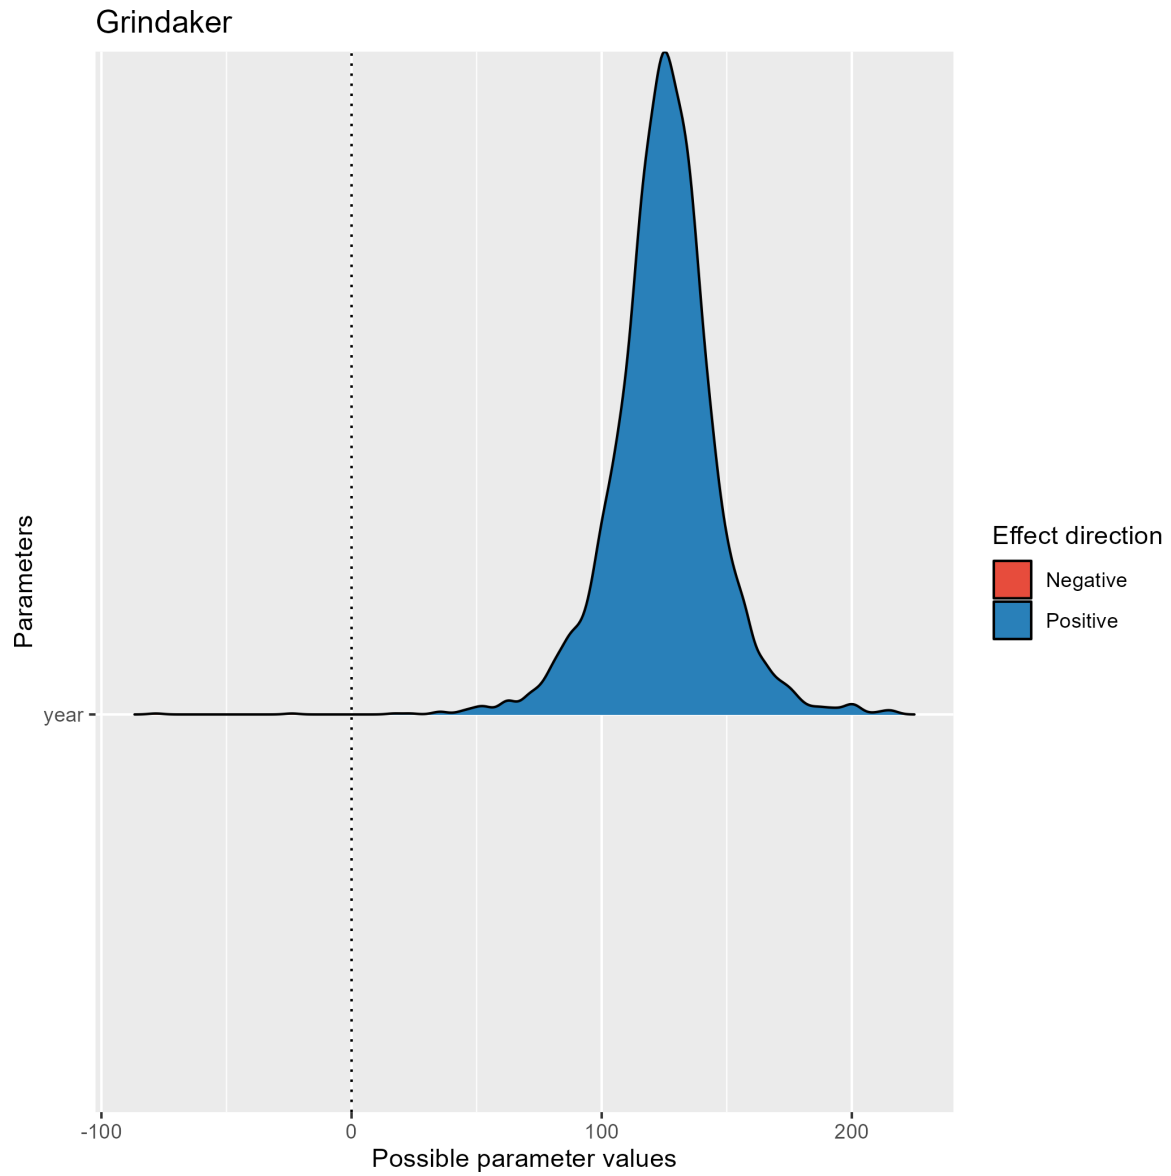 Grindaker
Parameters
year
-100
0
100
200
Possible parameter values
Effect direction
Negative
Positive